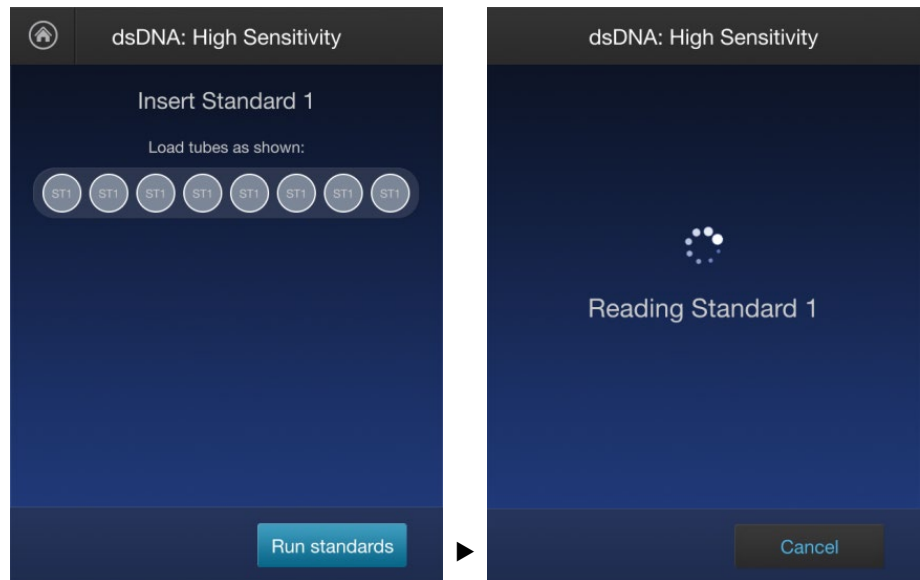 dsDNA: High Sensitivity
Insert Standard 1
Load tubes as shown:
ST1 ST1 ST1 ST1 ST1 ST1 ST1 ST1
Run standards
dsDNA: High Sensitivity
Reading Standard 1
Cancel